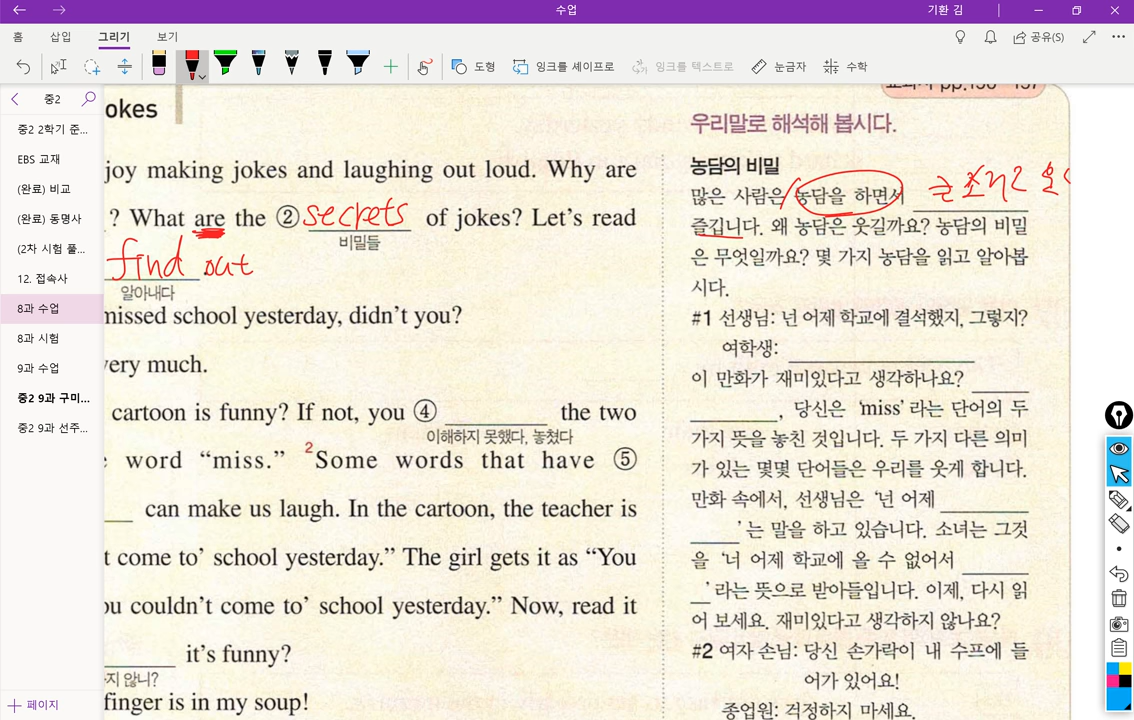 수업
기환 김
홈 삽입 그리기 보기
공유(S)
도형 잉크를 셰이프로 잉크를 텍스트로 눈금자 수학
중2
중2 2학기 준...
EBS 교재
(완료) 비교
(완료) 동명사
(2차 시험 풀...
12. 접속사
8과 수업
8과 시험
9과 수업
중2 9과 구미...
중2 9과 선주...
페이지
okes
joy making jokes and laughing out loud. Why are
? What are the ② secrets of jokes? Let's read
비밀들
find out
알아내다
missed school yesterday, didn't you?
very much.
cartoon is funny? If not, you ④ the two
이해하지 못했다, 놓쳤다
word "miss." 2 Some words that have ⑤
can make us laugh. In the cartoon, the teacher is
t come to' school yesterday." The girl gets it as "You
ou couldn't come to' school yesterday." Now, read it
it's funny?
지 않니?
finger is in my soup!
우리말로 해석해 봅시다.
농담의 비밀
많은 사람은 농담을 하면서
즐깁니다. 왜 농담은 웃길까요? 농담의 비밀
은 무엇일까요? 몇 가지 농담을 읽고 알아봅
시다.
#1 선생님: 넌 어제 학교에 결석했지, 그렇지?
여학생:
이 만화가 재미있다고 생각하나요?
, 당신은 'miss'라는 단어의 두
가지 뜻을 놓친 것입니다. 두 가지 다른 의미
가 있는 몇몇 단어들은 우리를 웃게 합니다.
만화 속에서, 선생님은 '넌 어제
'는 말을 하고 있습니다. 소녀는 그것
을 '너 어제 학교에 올 수 없어서
'라는 뜻으로 받아들입니다. 이제, 다시 읽
어 보세요. 재미있다고 생각하지 않나요?
#2 여자 손님: 당신 손가락이 내 수프에 들
어가 있어요!
종업원: 걱정하지 마세요.